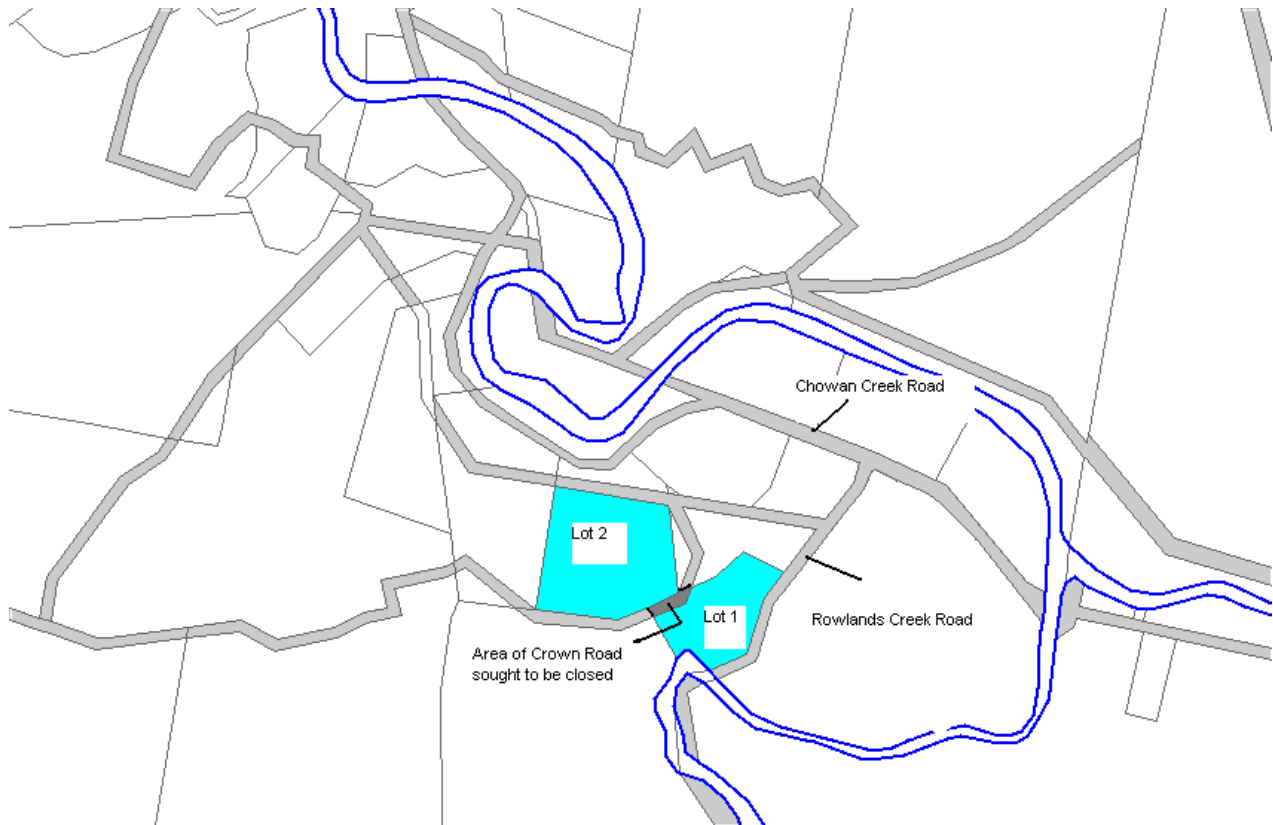 Chowan Creek Road
Lot 2
Lot 1
Rowlands Creek Road
Area of Crown Road
sought to be closed